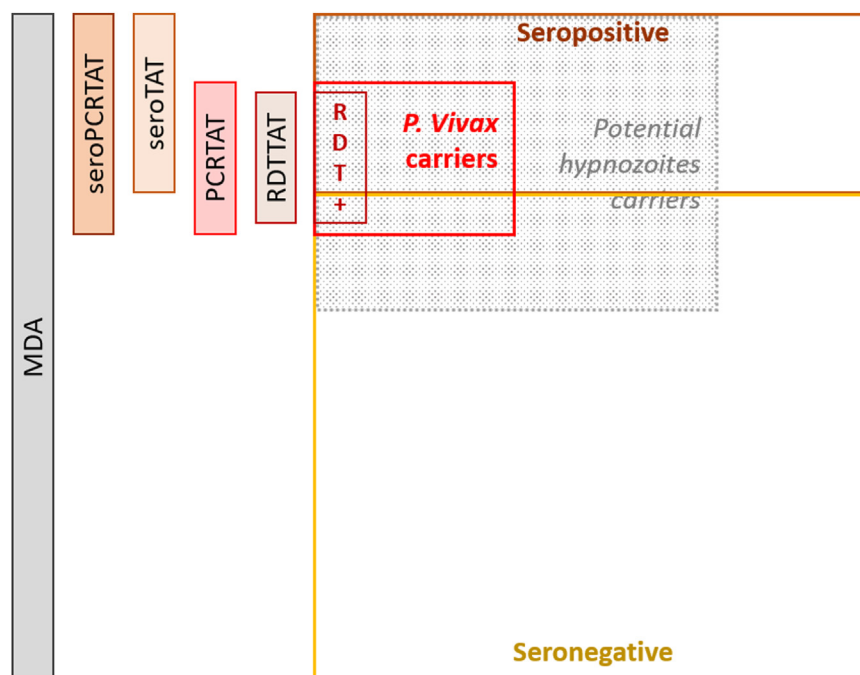 MDA
seroPCRTAT
seroTAT
PCRTAT
RDTTAT
R
D
T
+
Seropositive
P. Vivax
carriers
Potential
hypnozoites
carriers
Seronegative